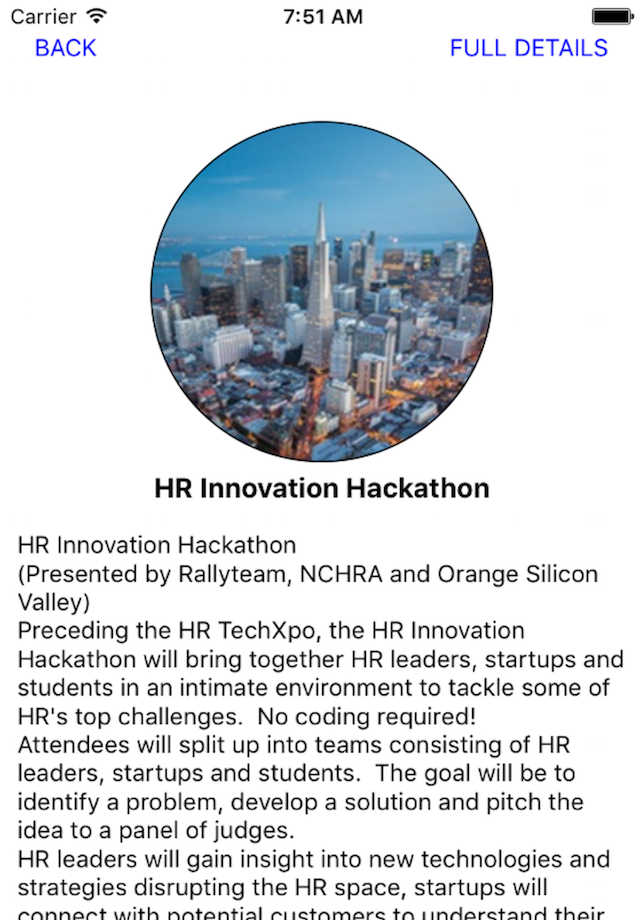 Carrier 7:51 AM
BACK FULL DETAILS
HR Innovation Hackathon
HR Innovation Hackathon
(Presented by Rallyteam, NCHRA and Orange Silicon
Valley)
Preceding the HR TechXpo, the HR Innovation
Hackathon will bring together HR leaders, startups and
students in an intimate environment to tackle some of
HR's top challenges.  No coding required!
Attendees will split up into teams consisting of HR
leaders, startups and students.  The goal will be to
identify a problem, develop a solution and pitch the
idea to a panel of judges.
HR leaders will gain insight into new technologies and
strategies disrupting the HR space, startups will
connect with potential customers to understand their